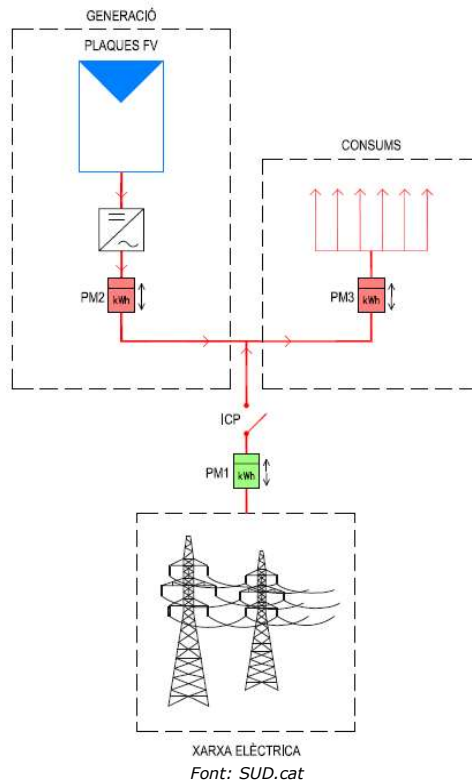 GENERACIÓ
PLAQUES FV
CONSUMS
PM2
kWh
PM3
kWh
ICP
PM1
kWh
XARXA ELÈCTRICA
Font: SUD.cat